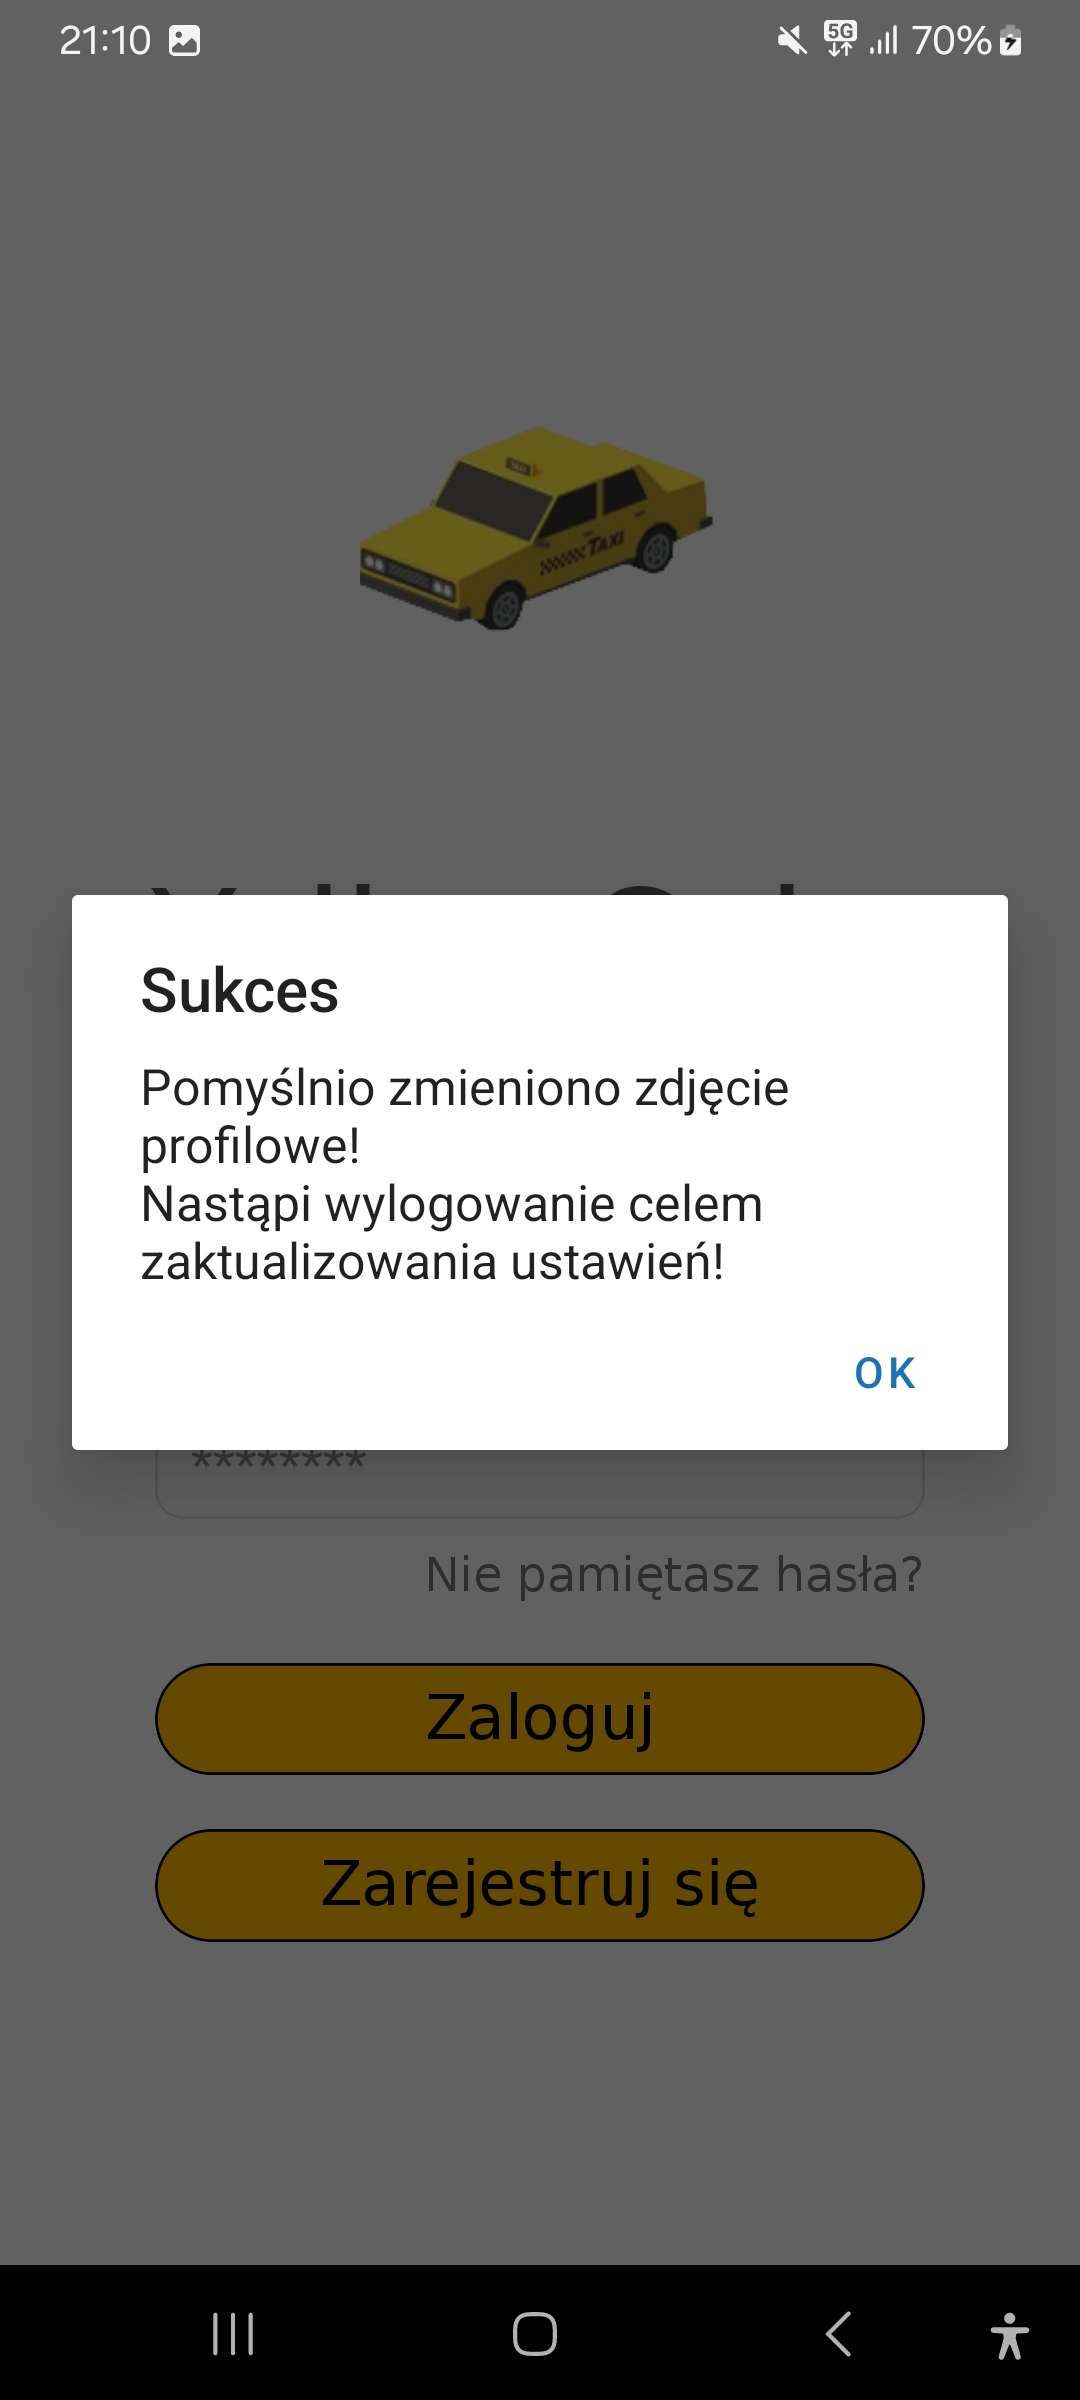 21:10
5G
70%
TAXI
TAXI
Sukces
Pomyślnio zmieniono zdjęcie
profilowe!
Nastąpi wylogowanie celem
zaktualizowania ustawień!
OK
********
Nie pamiętasz hasła?
Zaloguj
Zarejestruj się